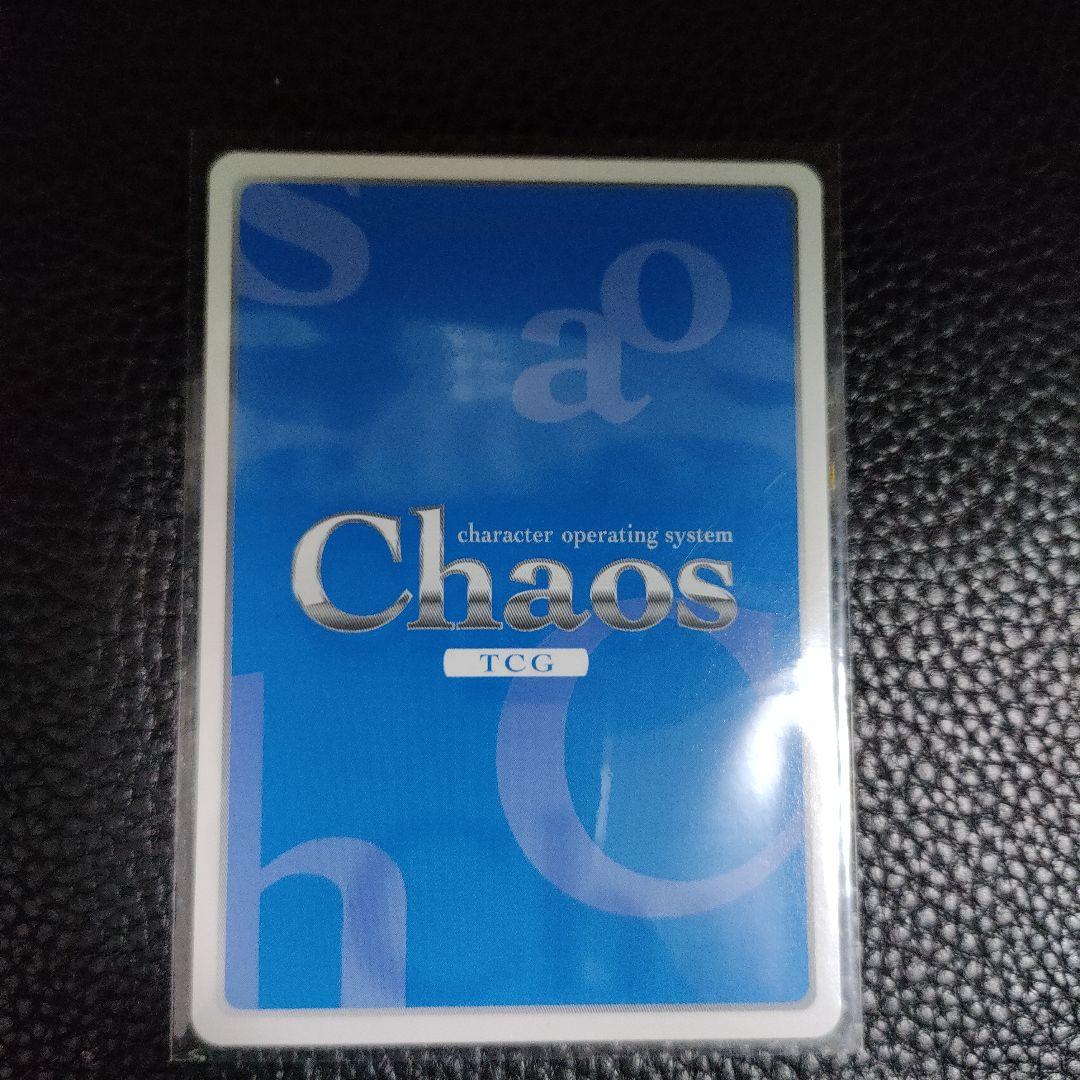 s
o
a
character operating system
Chaos
TCG
C
h